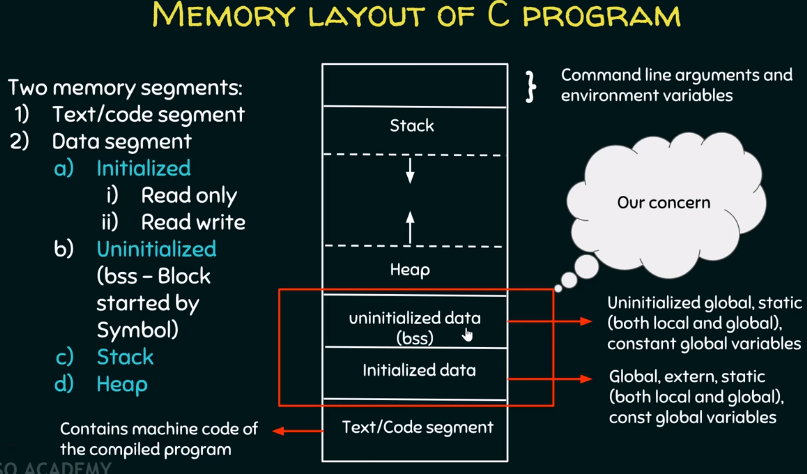 MEMORY LAYOUT OF C PROGRAM
Two memory segments:
1) Text/code segment
2) Data segment
a) Initialized
i) Read only
ii) Read write
b) Uninitialized
(bss – Block
started by
Symbol)
c) Stack
d) Heap
Contains machine code of
the compiled program
Stack
Heap
uninitialized data
(bss)
Initialized data
Text/Code segment
} Command line arguments and
environment variables
Our concern
Uninitialized global, static
(both local and global),
constant global variables
Global, extern, static
(both local and global),
const global variables
SO ACADEMY